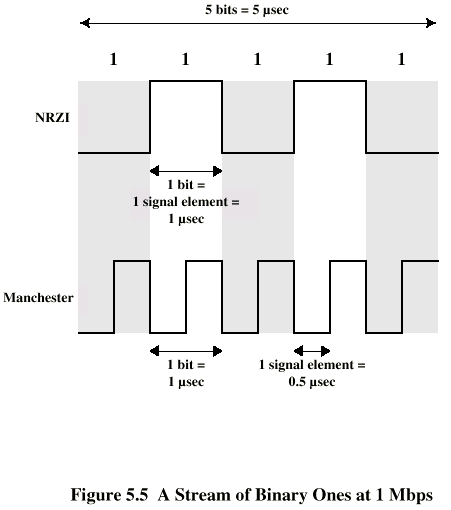 5 bits = 5 µsec
1 1 1 1 1
NRZI
1 bit =
1 signal element =
1 µsec
Manchester
1 bit =
1 µsec
1 signal element =
0.5 µsec
Figure 5.5 A Stream of Binary Ones at 1 Mbps